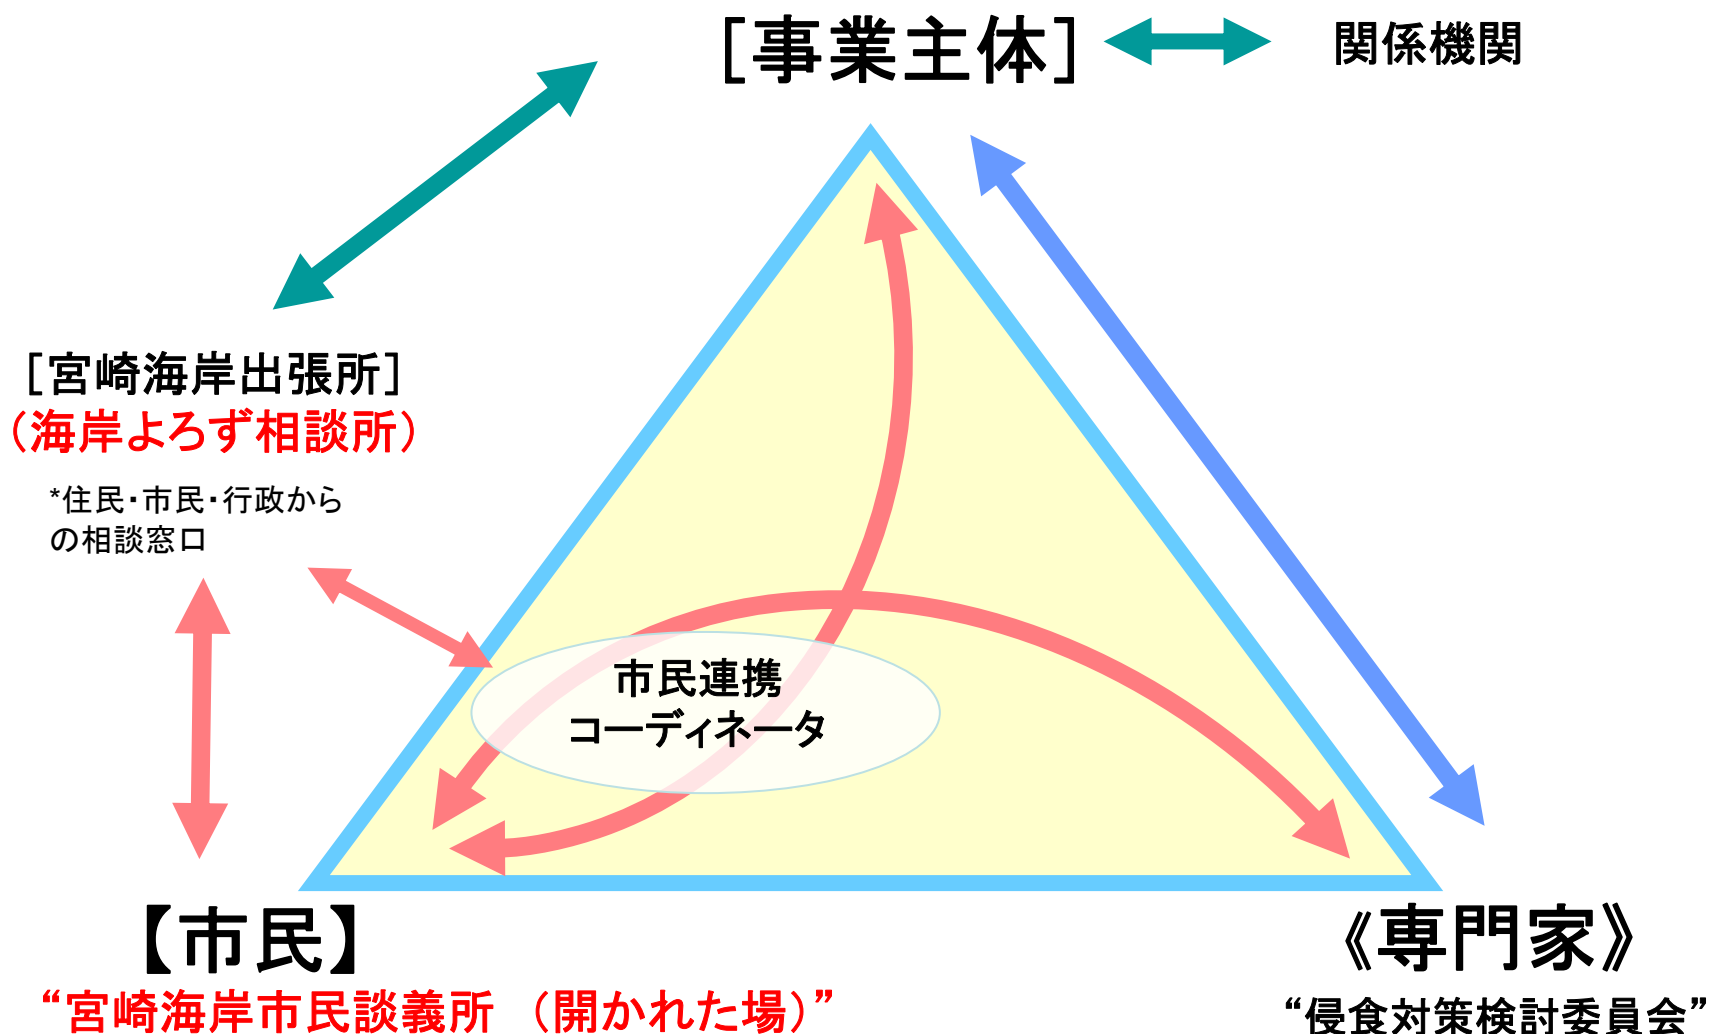 ［事業主体］
関係機関
［宮崎海岸出張所］
（海岸よろず相談所）
*住民・市民・行政から
の相談窓口
市民連携
コーディネータ
【市民】
“宮崎海岸市民談義所　（開かれた場）”
《専門家》
“侵食対策検討委員会”